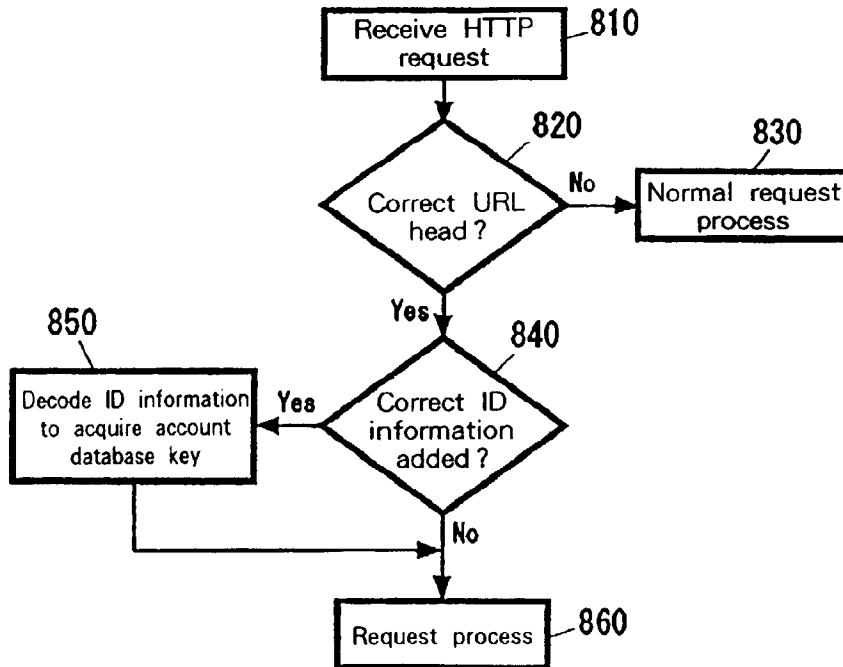 Receive HTTP
request
810
820
Correct URL
head?
No
830
Normal request
process
Yes
840
Correct ID
information
added?
Yes
850
Decode ID information
to acquire account
database key
No
Request process
860